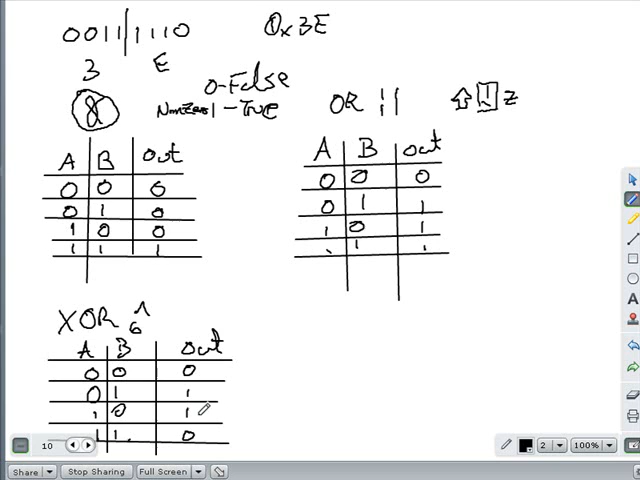 0011|1110 0x3E
3 E
0-False
& NonZero | - True OR || z
A B out
0 0 0
0 1 0
1 0 0
1 1 1
A B out
0 0 0
0 1 1
1 0 1
1 1 1
XOR ^
6
A B out
0 0 0
0 1 1
1 0 1
1 1 0
10 2 100%
Share Stop Sharing Full Screen